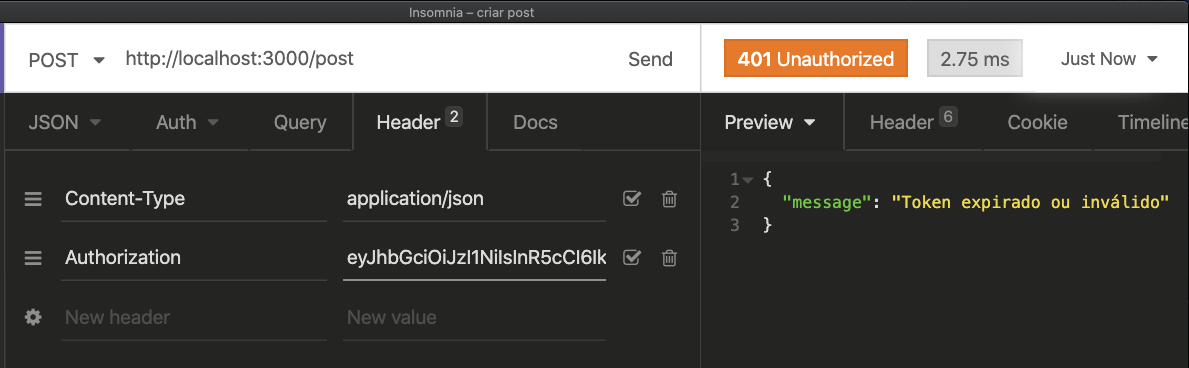 Insomnia – criar post
POST http://localhost:3000/post Send 401 Unauthorized 2.75 ms Just Now
JSON Auth Query Header 2 Docs Preview Header 6 Cookie Timeline
Content-Type application/json
Authorization eyJhbGciOiJzI1NiIsInR5cCI6Ik
New header New value
1 {
2 "message": "Token expirado ou inválido"
3 }